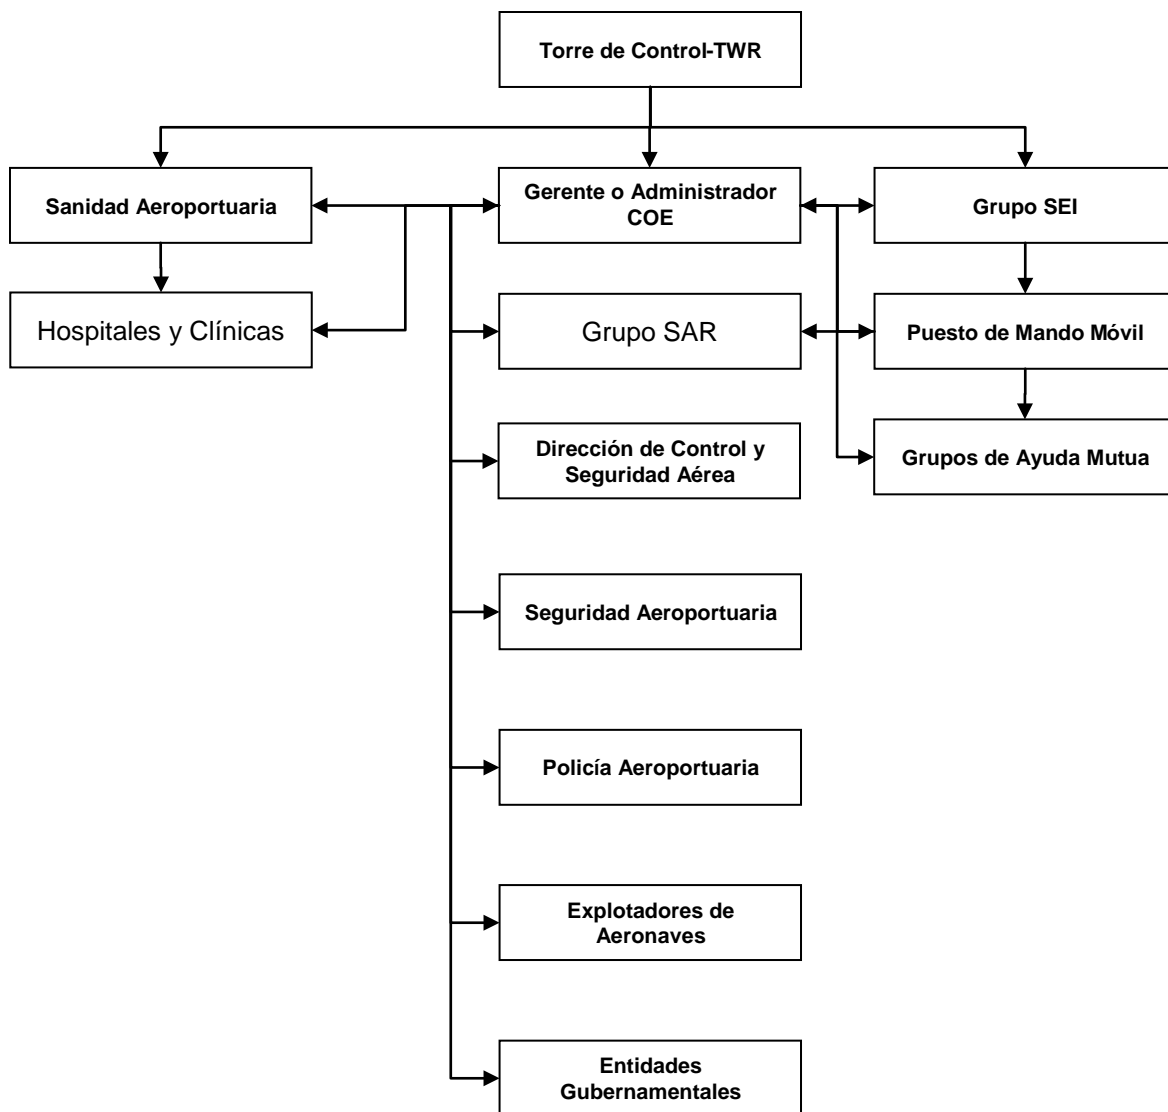 Torre de Control-TWR
Sanidad Aeroportuaria
Gerente o Administrador
COE
Grupo SEI
Hospitales y Clínicas
Grupo SAR
Puesto de Mando Móvil
Dirección de Control y
Seguridad Aérea
Grupos de Ayuda Mutua
Seguridad Aeroportuaria
Policía Aeroportuaria
Explotadores de
Aeronaves
Entidades
Gubernamentales